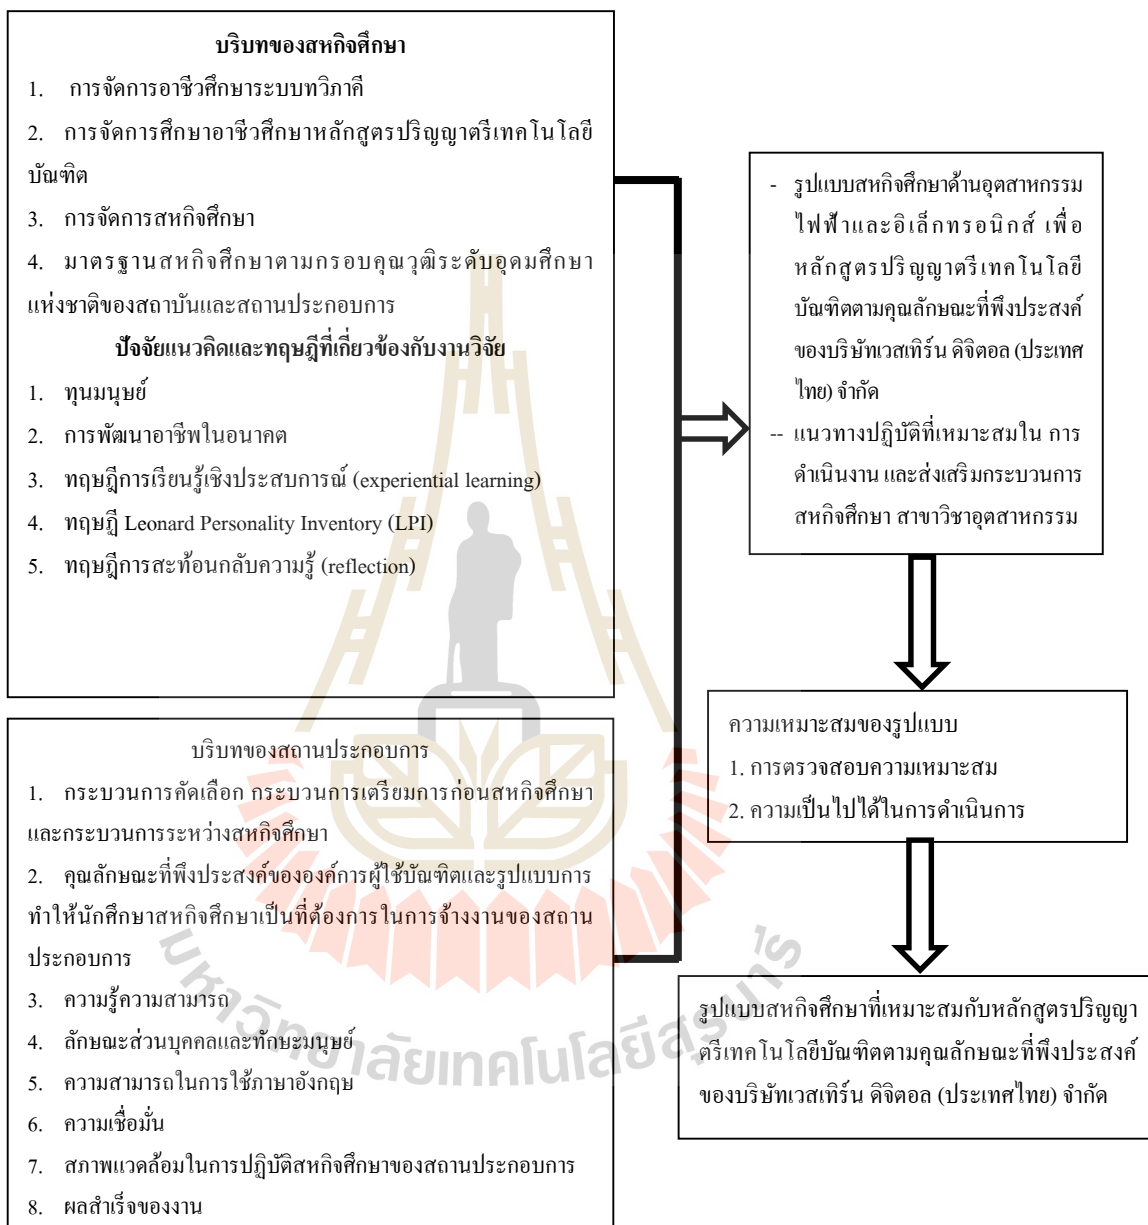 บริบทของสหกิจศึกษา
1. การจัดการอาชีวศึกษาระบบทวิภาคี
2. การจัดการศึกษาอาชีวศึกษาหลักสูตรปริญญาตรีเทคโนโลยี
บัณฑิต
3. การจัดการสหกิจศึกษา
4. มาตรฐานสหกิจศึกษาตามกรอบคุณวุฒิระดับอุดมศึกษา
แห่งชาติของสถาบันและสถานประกอบการ
ปัจจัยแนวคิดและทฤษฎีที่เกี่ยวข้องกับงานวิจัย
1. ทุนมนุษย์
2. การพัฒนาอาชีพในอนาคต
3. ทฤษฎีการเรียนรู้เชิงประสบการณ์ (experiential learning)
4. ทฤษฎี Leonard Personality Inventory (LPI)
5. ทฤษฎีการสะท้อนกลับความรู้ (reflection)
บริบทของสถานประกอบการ
1. กระบวนการคัดเลือก กระบวนการเตรียมการก่อนสหกิจศึกษา
และกระบวนการระหว่างสหกิจศึกษา
2. คุณลักษณะที่พึงประสงค์ขององค์การผู้ใช้บัณฑิตและรูปแบบการ
ทำให้นักศึกษาสหกิจศึกษาเป็นที่ต้องการในการจ้างงานของสถาน
ประกอบการ
3. ความรู้ความสามารถ
4. ลักษณะส่วนบุคคลและทักษะมนุษย์
5. ความสามารถในการใช้ภาษาอังกฤษ
6. ความเชื่อมั่น
7. สภาพแวดล้อมในการปฏิบัติสหกิจศึกษาของสถานประกอบการ
8. ผลสำเร็จของงาน
- รูปแบบสหกิจศึกษาด้านอุตสาหกรรม
ไฟฟ้าและอิเล็กทรอนิกส์ เพื่อ
หลักสูตรปริญญาตรีเทคโนโลยี
บัณฑิตตามคุณลักษณะที่พึงประสงค์
ของบริษัทเวสเทิร์น ดิจิตอล (ประเทศ
ไทย) จำกัด
-- แนวทางปฏิบัติที่เหมาะสมใน การ
ดำเนินงาน และส่งเสริมกระบวนการ
สหกิจศึกษา สาขาวิชาอุตสาหกรรม
ความเหมาะสมของรูปแบบ
1. การตรวจสอบความเหมาะสม
2. ความเป็นไปได้ในการดำเนินการ
รูปแบบสหกิจศึกษาที่เหมาะสมกับหลักสูตรปริญญา
ตรีเทคโนโลยีบัณฑิตตามคุณลักษณะที่พึงประสงค์
ของบริษัทเวสเทิร์น ดิจิตอล (ประเทศไทย) จำกัด
มหาวิทยาลัยเทคโนโลยีสุรนารี